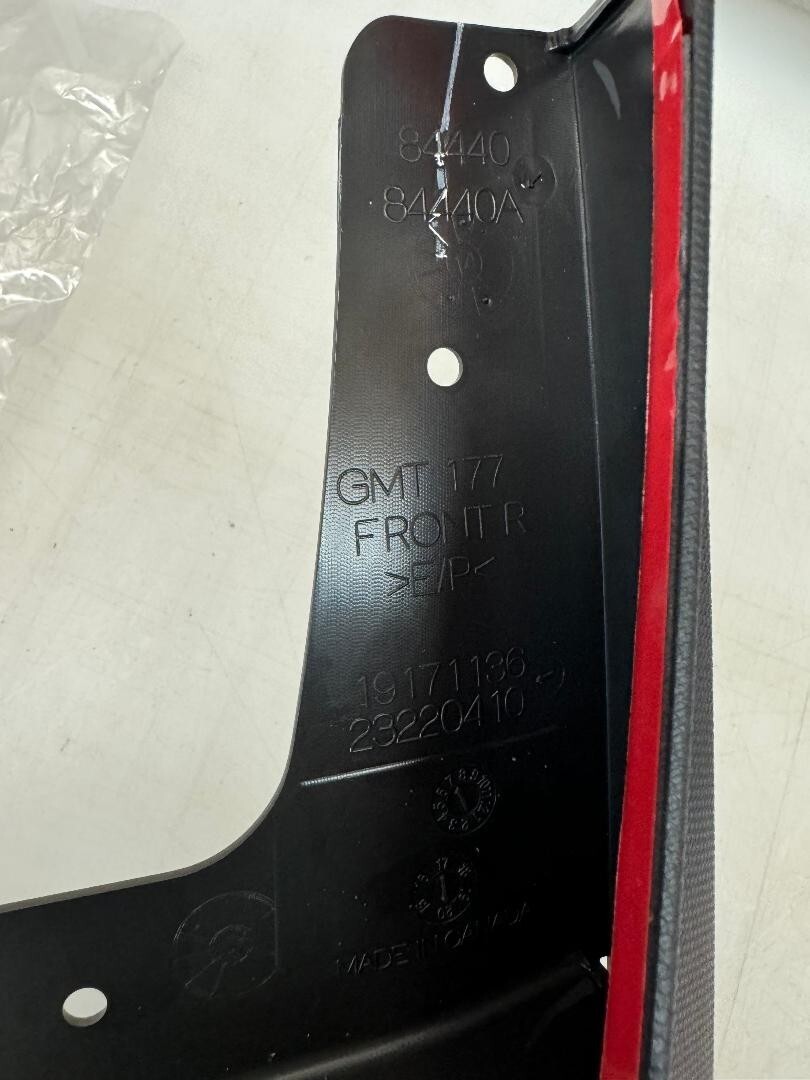 84440
84440A
GMT 177
FRONT R
>E/P<
19171136
23220410
MADE IN CANADA